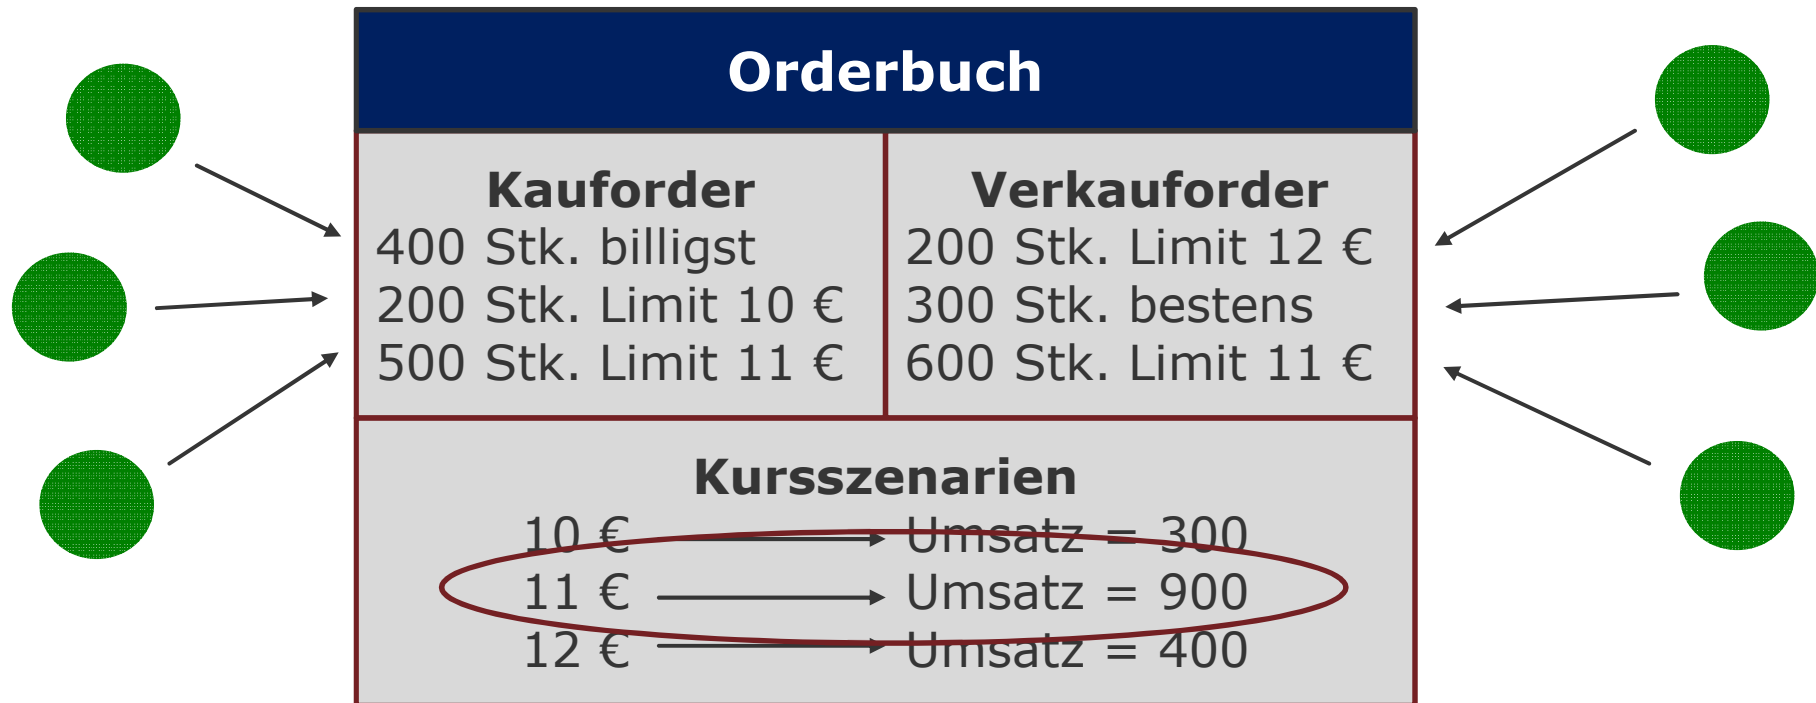 Orderbuch
Kauforder
400 Stk. billigst
200 Stk. Limit 10 €
500 Stk. Limit 11 €
Verkauforder
200 Stk. Limit 12 €
300 Stk. bestens
600 Stk. Limit 11 €
Kursszenarien
10 € Umsatz = 300
11 € Umsatz = 900
12 € Umsatz = 400